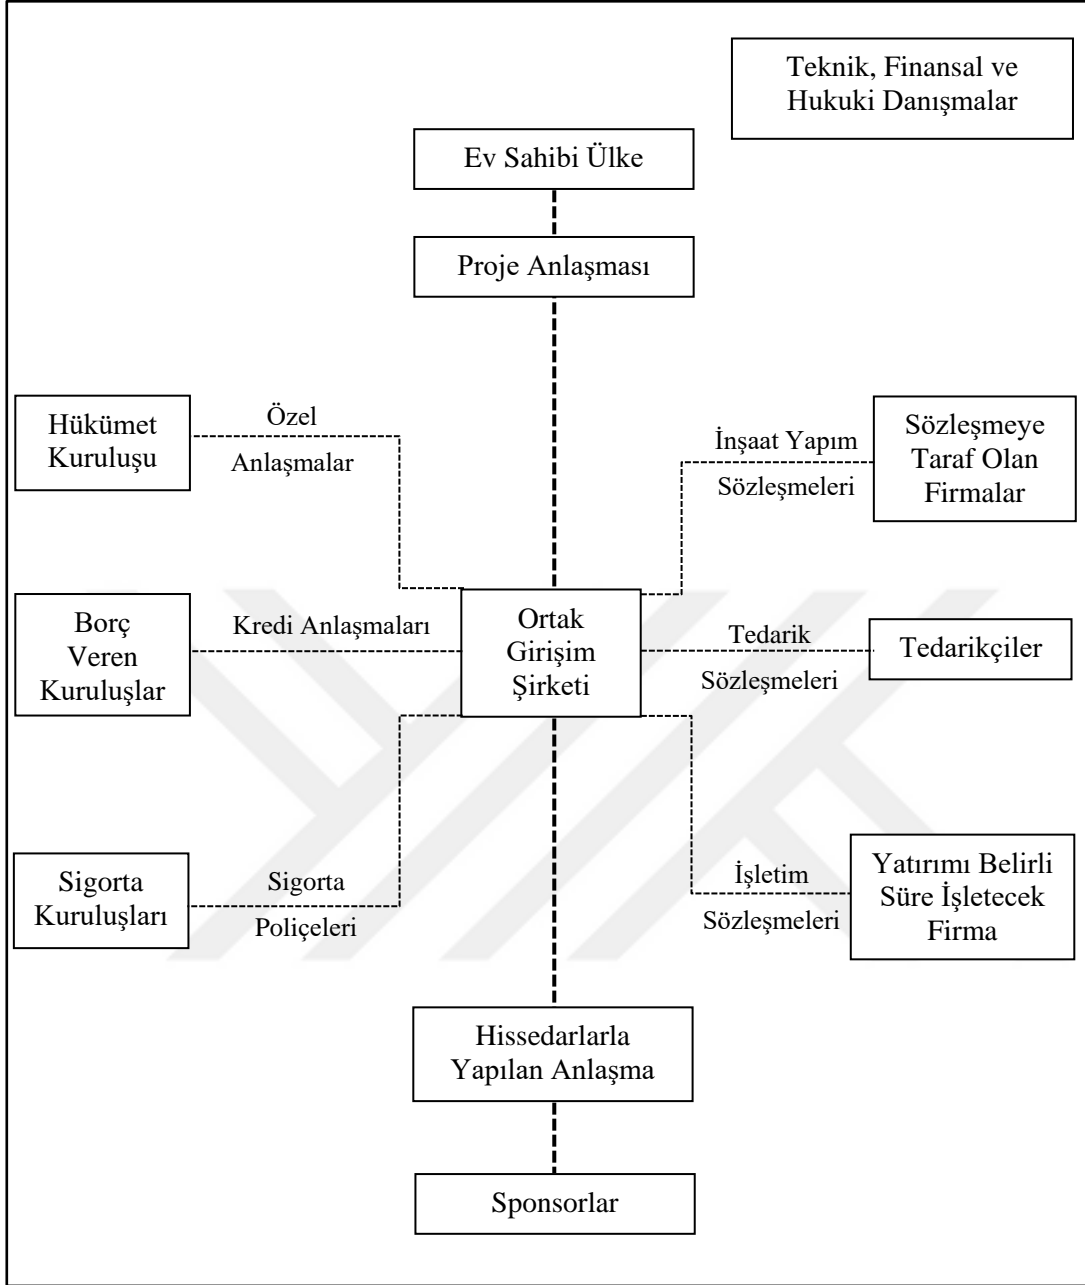 Teknik, Finansal ve
Hukuki Danışmalar
Ev Sahibi Ülke
Proje Anlaşması
Hükümet
Kuruluşu
Özel
Anlaşmalar
İnşaat Yapım
Sözleşmeleri
Sözleşmeye
Taraf Olan
Firmalar
Borç
Veren
Kuruluşlar
Kredi Anlaşmaları
Ortak
Girişim
Şirketi
Tedarik
Sözleşmeleri
Tedarikçiler
Sigorta
Kuruluşları
Sigorta
Poliçeleri
İşletim
Sözleşmeleri
Yatırımı Belirli
Süre İşletecek
Firma
Hissedarlarla
Yapılan Anlaşma
Sponsorlar